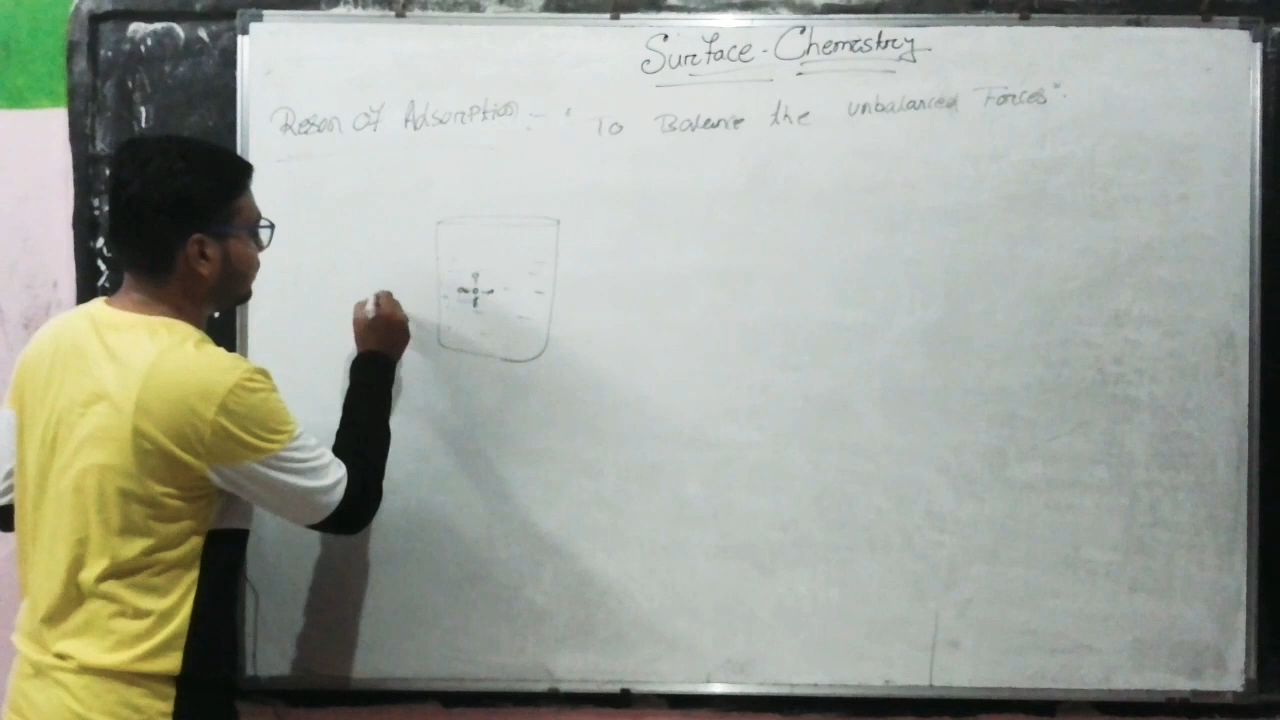 Surface - Chemistry
Reson Of Adsorption :- "To Balance the unbalanced Forces".